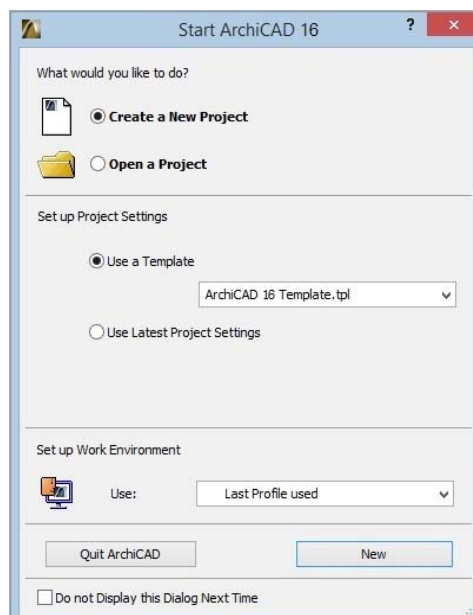 Start ArchiCAD 16
?
x
What would you like to do?
Create a New Project
Open a Project
Set up Project Settings
Use a Template
ArchiCAD 16 Template.tpl
Use Latest Project Settings
Set up Work Environment
Use:
Last Profile used
Quit ArchiCAD
New
Do not Display this Dialog Next Time